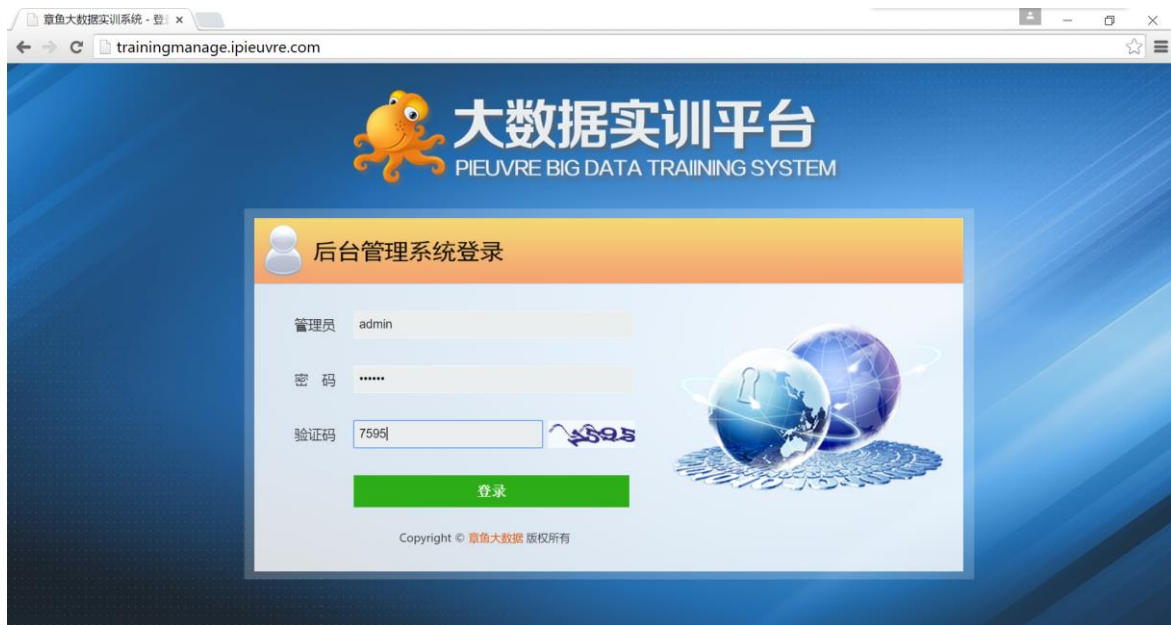 章鱼大数据实训系统 - 登
trainingmanage.ipieuvre.com
大数据实训平台
PIEUVRE BIG DATA TRAIINING SYSTEM
后台管理系统登录
管理员 admin
密 码 ••••••
验证码 7595
登录
Copyright © 章鱼大数据 版权所有